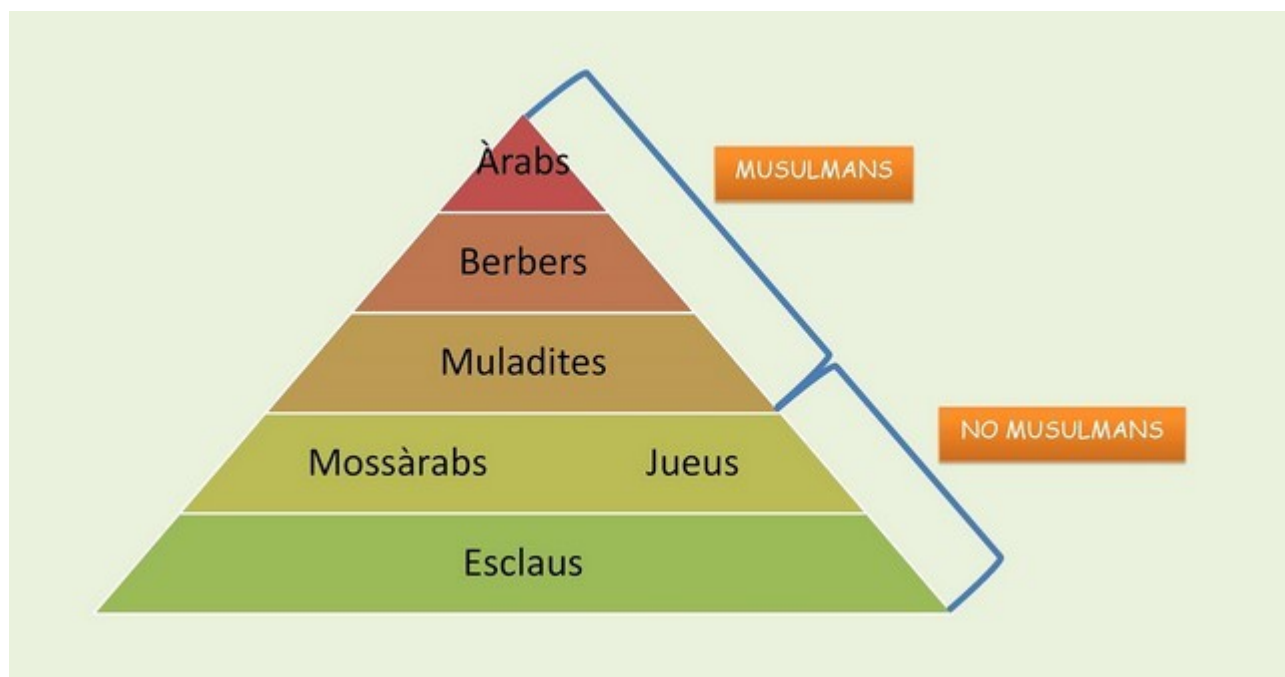 Àrabs
MUSULMANS
Berbers
Muladites
NO MUSULMANS
Mossàrabs Jueus
Esclaus